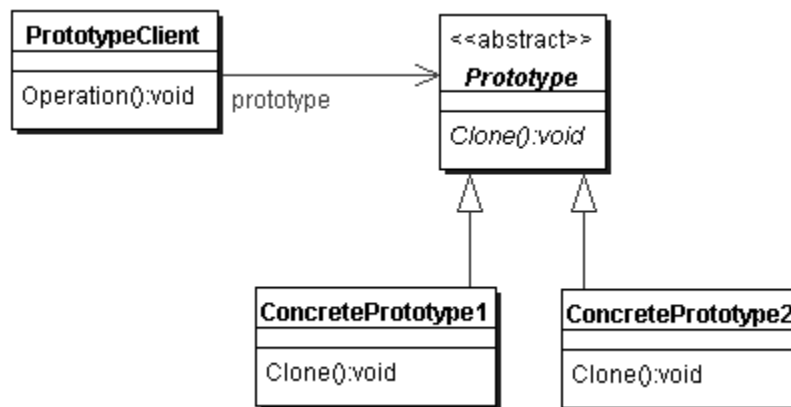 PrototypeClient
Operation():void
prototype
<<abstract>>
Prototype
Clone():void
ConcretePrototype1
Clone():void
ConcretePrototype2
Clone():void